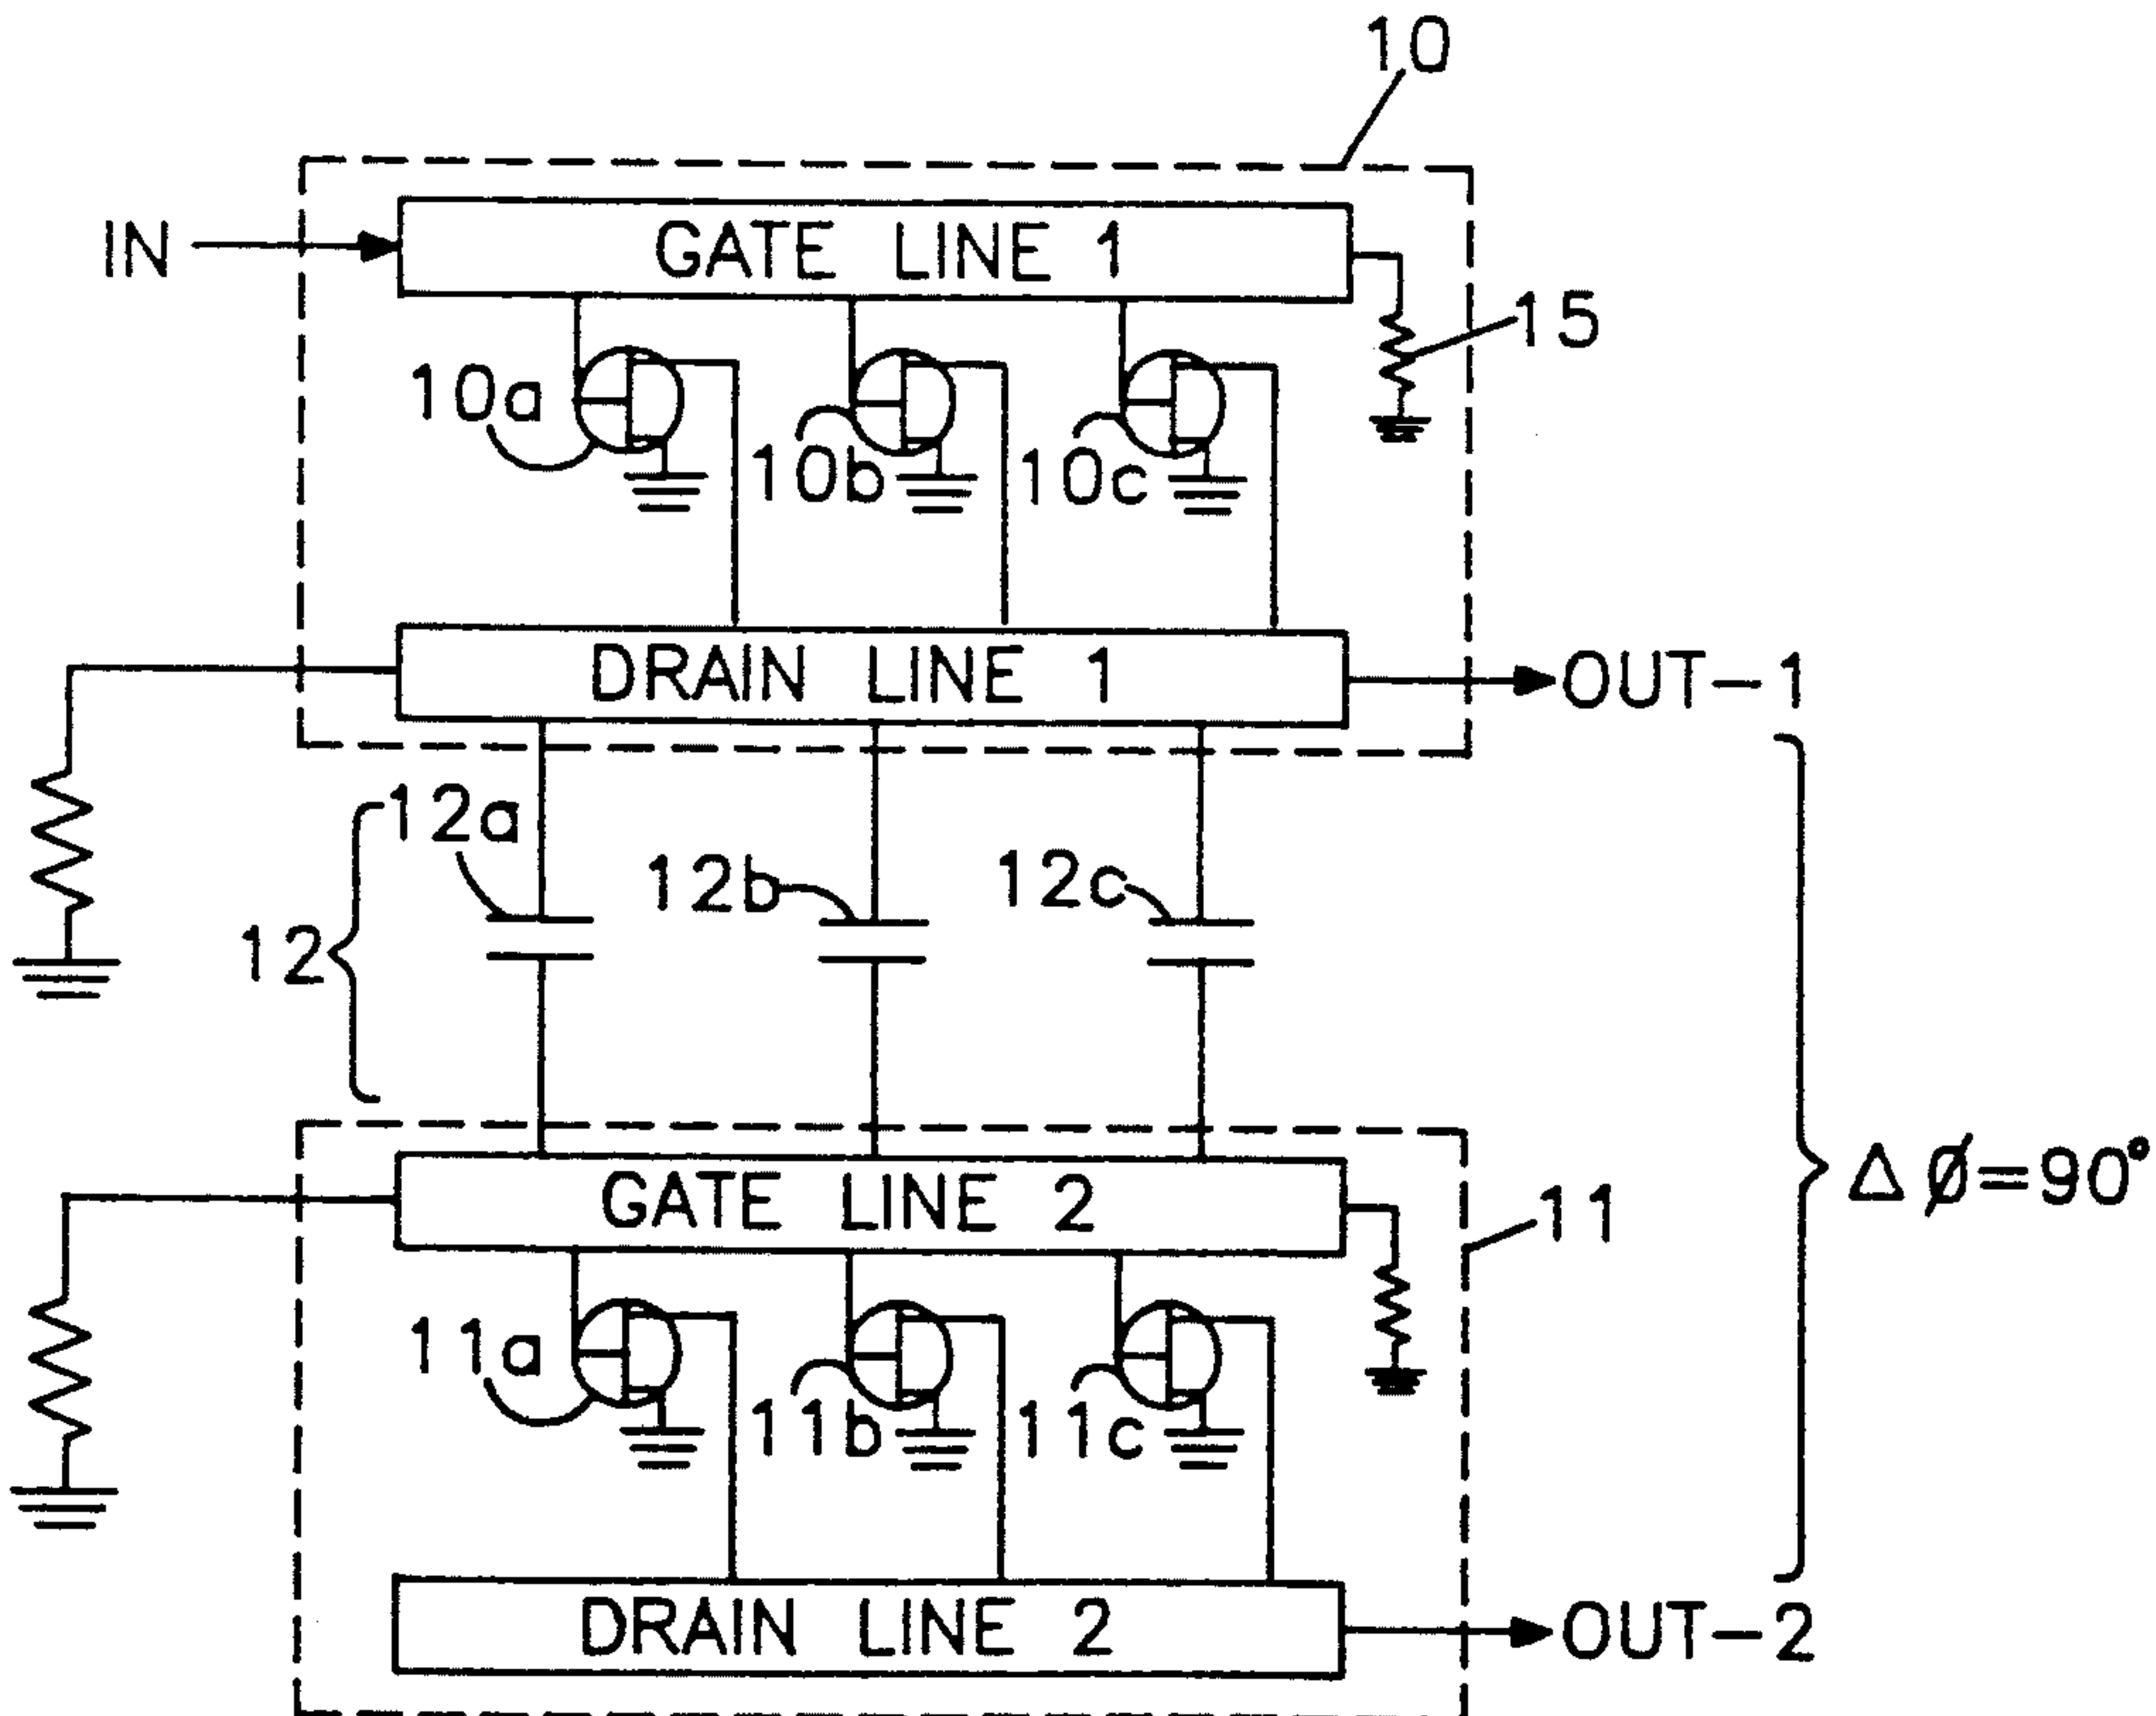 10
IN
GATE LINE 1
15
10a
10b
10c
DRAIN LINE 1
OUT-1
12a
12b
12c
12
Δ Ø=90°
GATE LINE 2
11
11a
11b
11c
DRAIN LINE 2
OUT-2